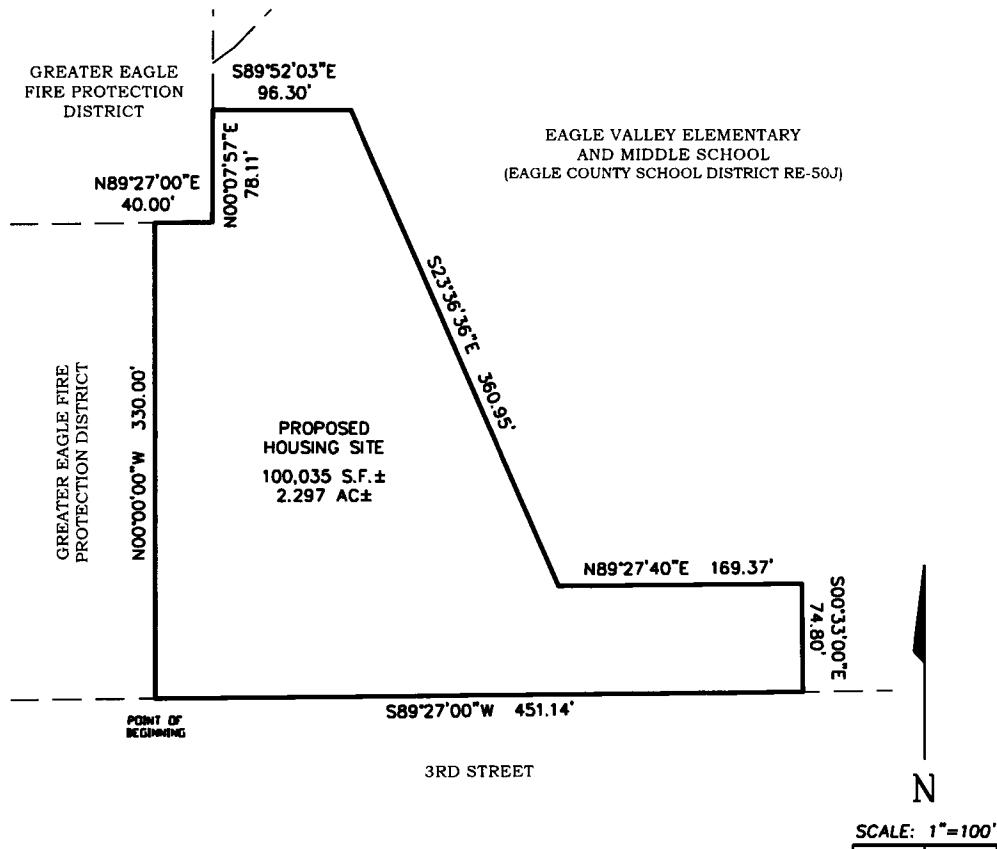 GREATER EAGLE
FIRE PROTECTION
DISTRICT
S89°52'03"E
96.30'
EAGLE VALLEY ELEMENTARY
AND MIDDLE SCHOOL
(EAGLE COUNTY SCHOOL DISTRICT RE-50J)
N00°07'57"E
78.11'
N89°27'00"E
40.00'
S23°36'36"E 360.95'
GREATER EAGLE FIRE
PROTECTION DISTRICT
N00°00'00"W 330.00'
PROPOSED
HOUSING SITE
100,035 S.F.±
2.297 AC±
N89°27'40"E 169.37'
S00°33'00"E
74.80'
S89°27'00"W 451.14'
POINT OF
BEGINNING
3RD STREET
N
SCALE: 1"=100'